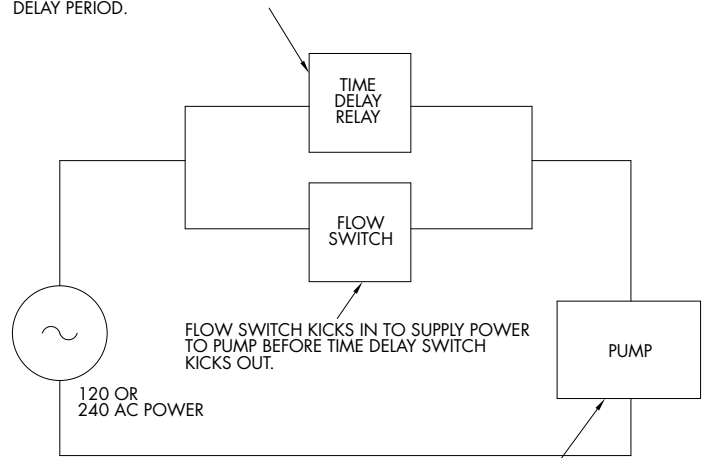 DELAY PERIOD.
TIME
DELAY
RELAY
FLOW
SWITCH
FLOW SWITCH KICKS IN TO SUPPLY POWER
TO PUMP BEFORE TIME DELAY SWITCH
KICKS OUT.
PUMP
120 OR
240 AC POWER